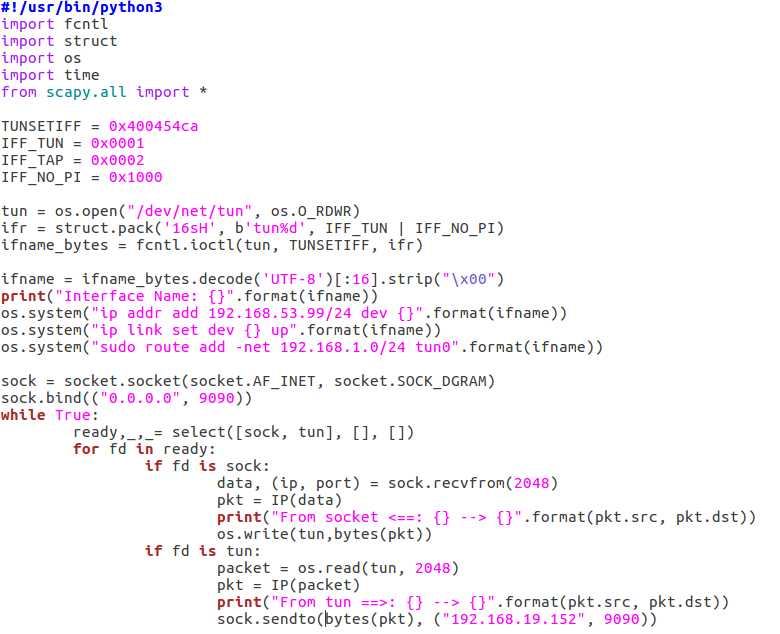 #!/usr/bin/python3
import fcntl
import struct
import os
import time
from scapy.all import *

TUNSETIFF = 0x400454ca
IFF_TUN = 0x0001
IFF_TAP = 0x0002
IFF_NO_PI = 0x1000

tun = os.open("/dev/net/tun", os.O_RDWR)
ifr = struct.pack('16sH', b'tun%d', IFF_TUN | IFF_NO_PI)
ifname_bytes = fcntl.ioctl(tun, TUNSETIFF, ifr)

ifname = ifname_bytes.decode('UTF-8')[:16].strip("\x00")
print("Interface Name: {}".format(ifname))
os.system("ip addr add 192.168.53.99/24 dev {}".format(ifname))
os.system("ip link set dev {} up".format(ifname))
os.system("sudo route add -net 192.168.1.0/24 tun0".format(ifname))

sock = socket.socket(socket.AF_INET, socket.SOCK_DGRAM)
sock.bind(("0.0.0.0", 9090))
while True:
        ready,_,_= select([sock, tun], [], [])
        for fd in ready:
                if fd is sock:
                        data, (ip, port) = sock.recvfrom(2048)
                        pkt = IP(data)
                        print("From socket <==: {} --> {}".format(pkt.src, pkt.dst))
                        os.write(tun,bytes(pkt))
                if fd is tun:
                        packet = os.read(tun, 2048)
                        pkt = IP(packet)
                        print("From tun ==>: {} --> {}".format(pkt.src, pkt.dst))
                        sock.sendto(bytes(pkt), ("192.168.19.152", 9090))